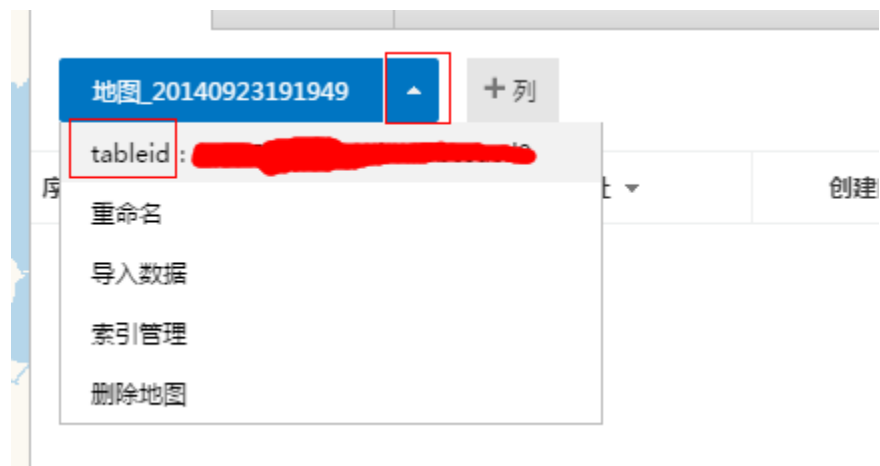 地图_20140923191949
+列
tableid :
址
创建
重命名
导入数据
索引管理
删除地图